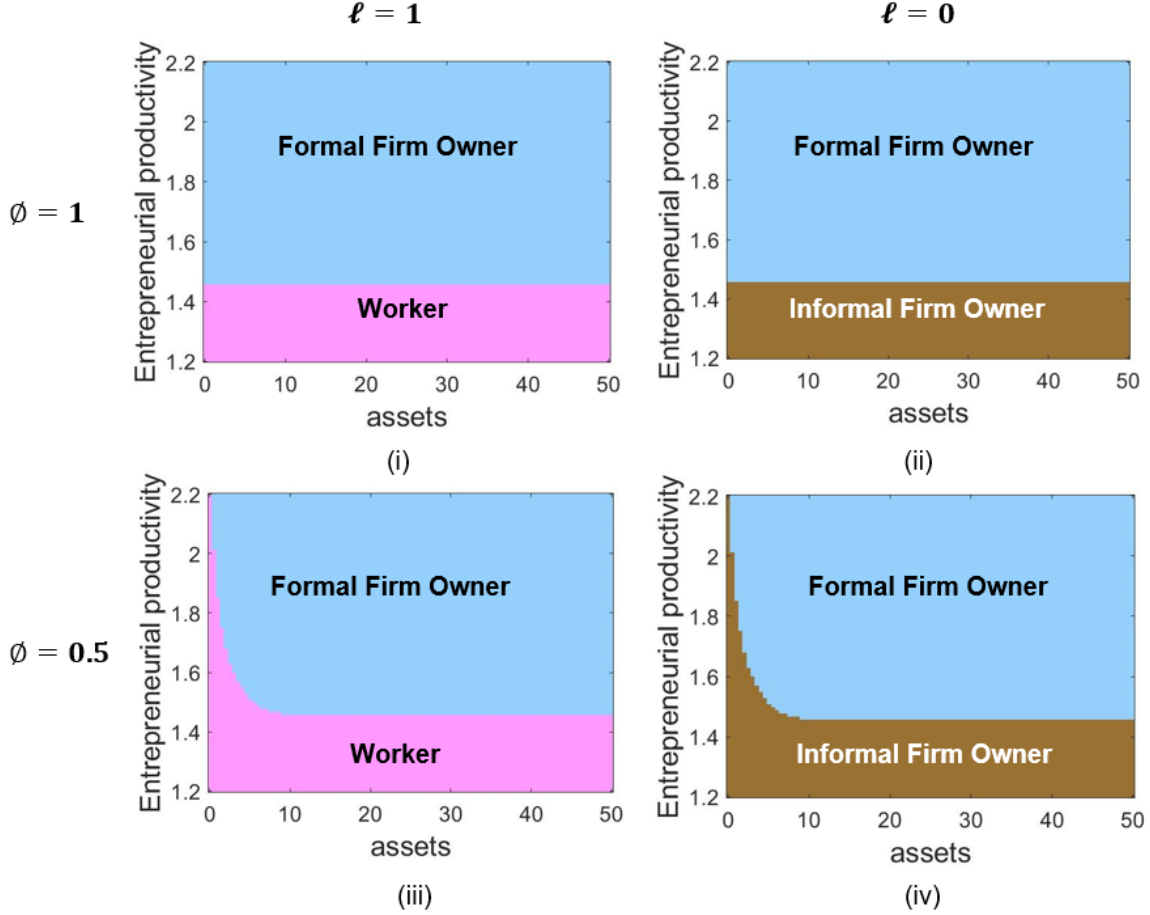 ℓ = 1
ℓ = 0
∅ = 1
Entrepreneurial productivity
2.2
2
1.8
1.6
1.4
1.2
Formal Firm Owner
Worker
0 10 20 30 40 50
assets
(i)
Entrepreneurial productivity
2.2
2
1.8
1.6
1.4
1.2
Formal Firm Owner
Informal Firm Owner
0 10 20 30 40 50
assets
(ii)
∅ = 0.5
Entrepreneurial productivity
2.2
2
1.8
1.6
1.4
1.2
Formal Firm Owner
Worker
0 10 20 30 40 50
assets
(iii)
Entrepreneurial productivity
2.2
2
1.8
1.6
1.4
1.2
Formal Firm Owner
Informal Firm Owner
0 10 20 30 40 50
assets
(iv)